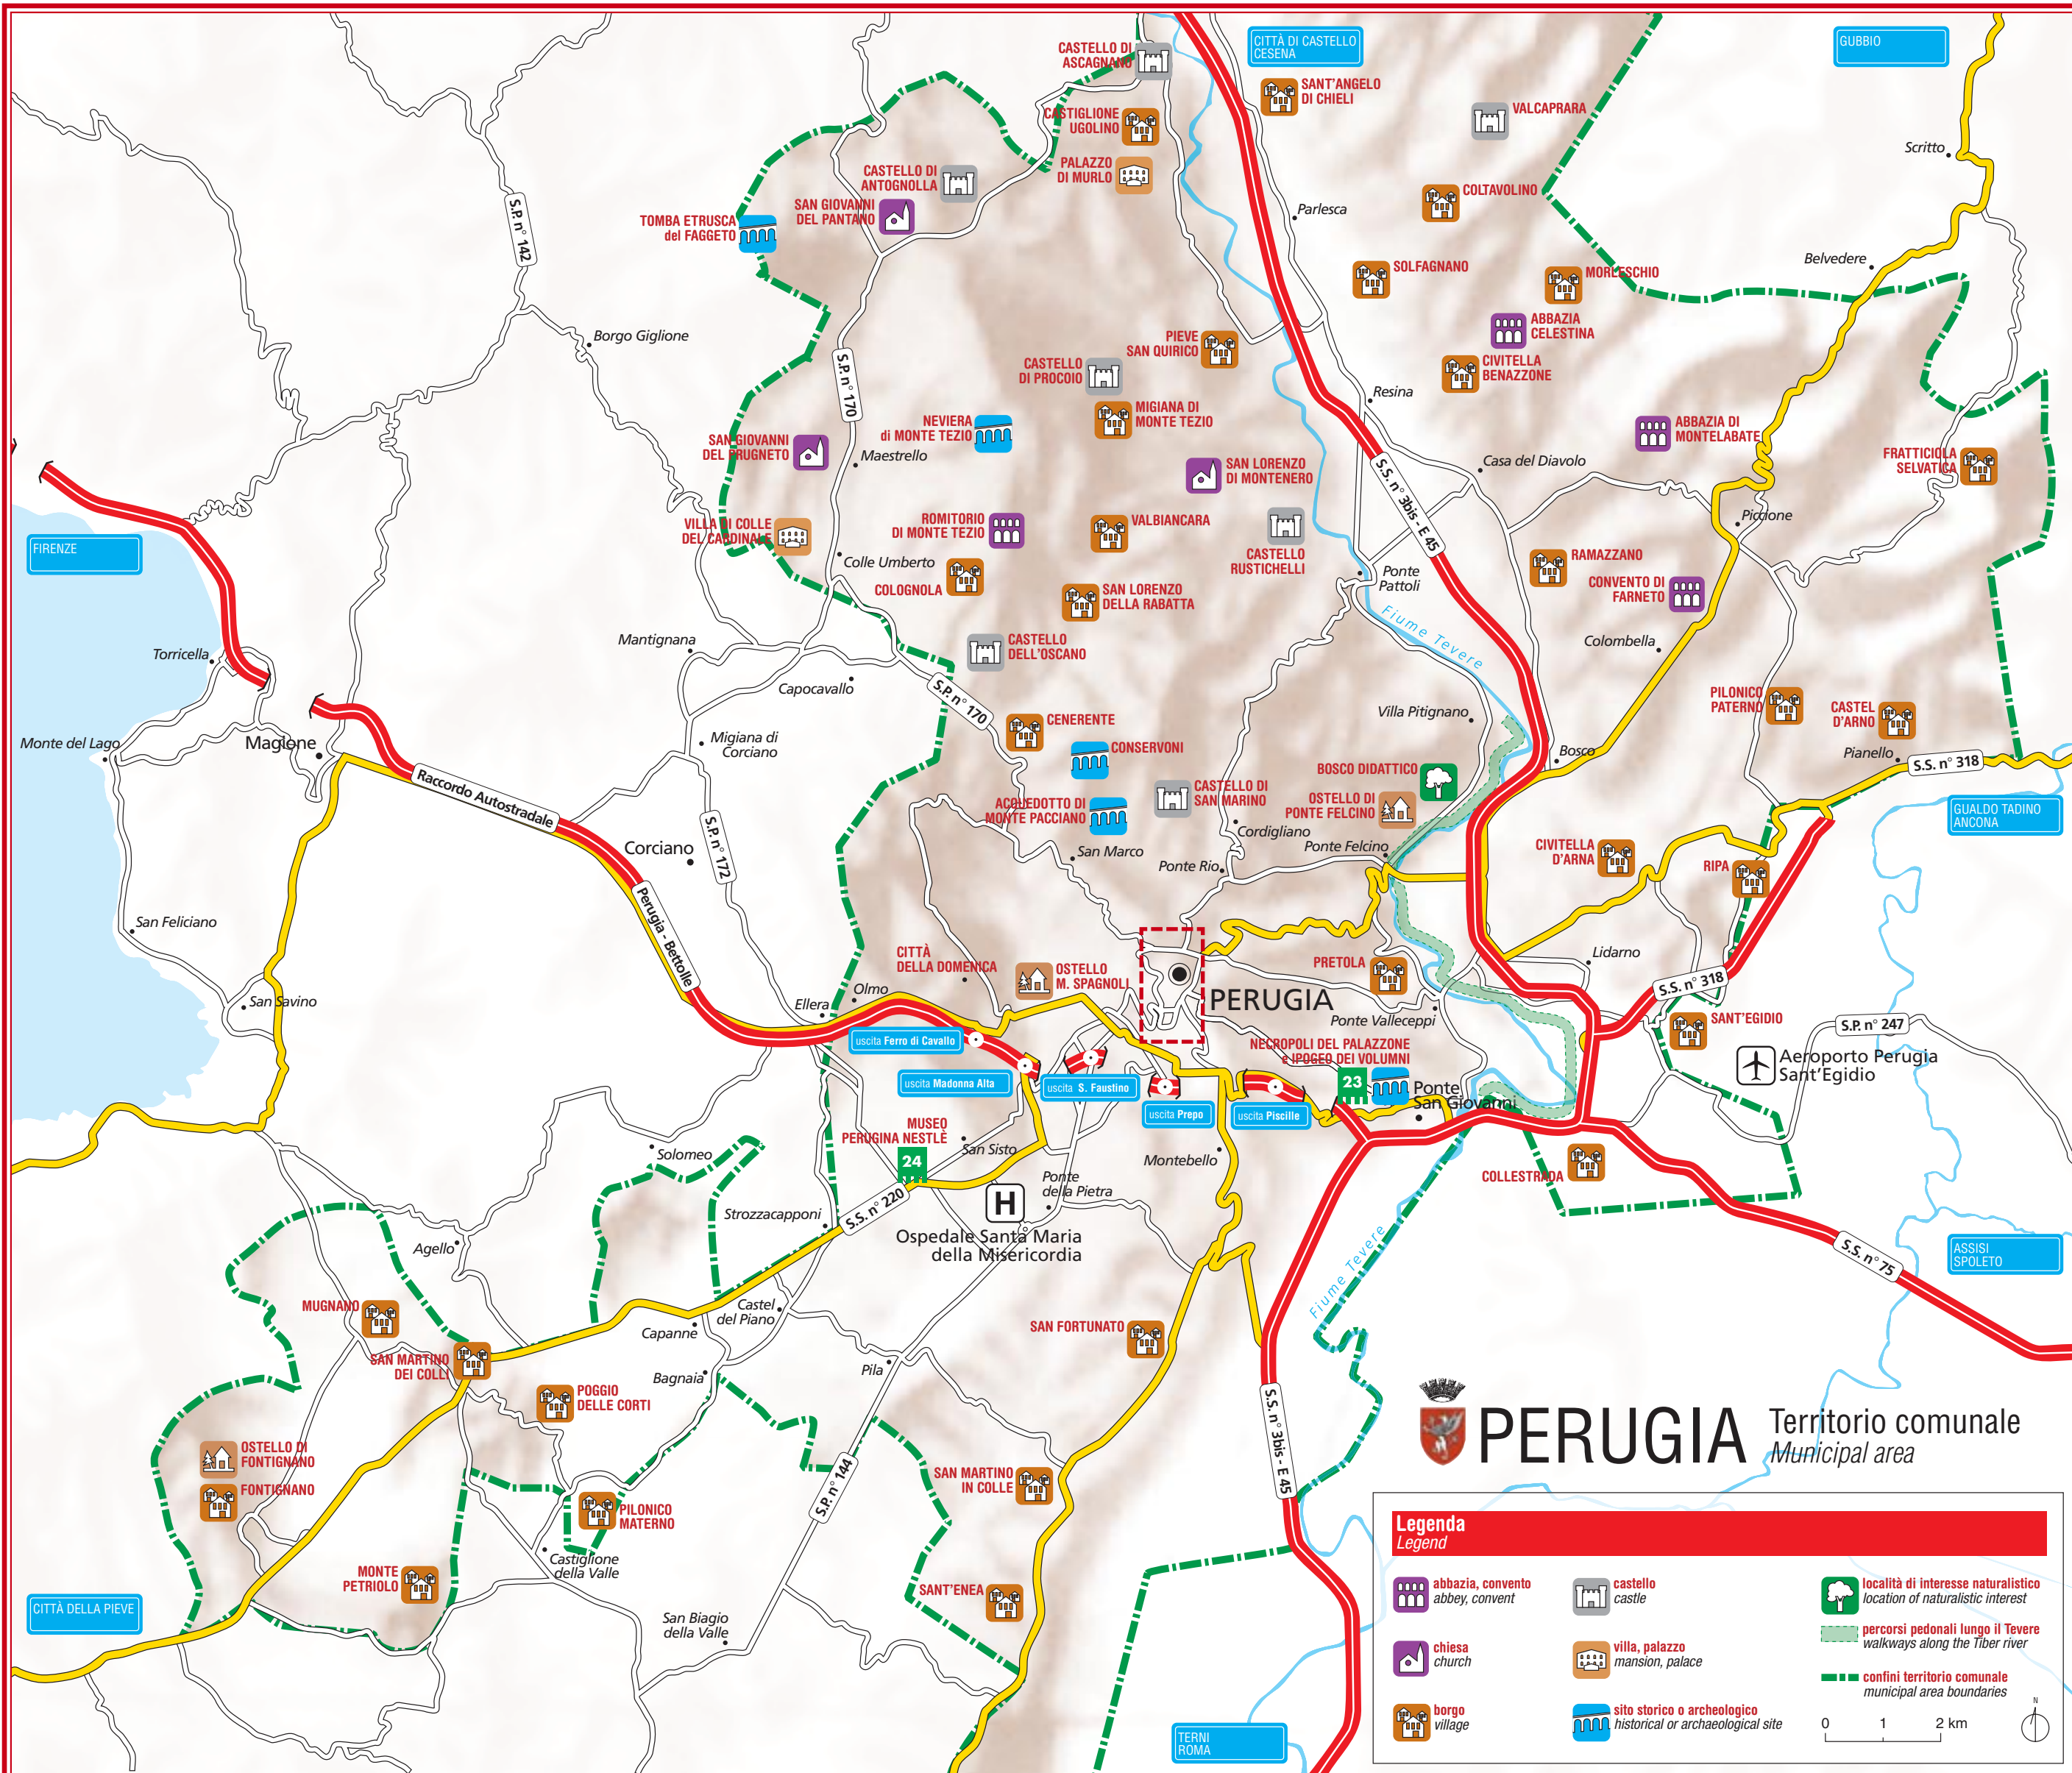 CITTÀ DI CASTELLO
CESENA
GUBBIO
CASTELLO DI
ASCAGNANO
SANT'ANGELO
DI CHIELI
VALCAPRARA
CASTIGLIONE
UGOLINO
Scritto
PALAZZO
DI MURLO
CASTELLO DI
ANTOGNOLLA
COLTAVOLINO
SAN GIOVANNI
DEL PANTANO
TOMBA ETRUSCA
del FAGGETO
S.P. n° 142
Parlesca
Belvedere
SOLFAGNANO
MORLESCHIO
ABBAZIA
CELESTINA
Borgo Giglione
PIEVE
SAN QUIRICO
S.P. n° 170
CASTELLO
DI PROCOIO
CIVITELLA
BENAZZONE
Resina
MIGIANA DI
MONTE TEZIO
NEVIERA
di MONTE TEZIO
ABBAZIA DI
MONTELABATE
SAN GIOVANNI
DEL PRUGNETO
Maestrello
SAN LORENZO
DI MONTENERO
Casa del Diavolo
FRATTICIOLA
SELVATICA
S.S. n° 3bis - E 45
VILLA DI COLLE
DEL CARDINALE
ROMITORIO
DI MONTE TEZIO
VALBIANCARA
Piccione
FIRENZE
CASTELLO
RUSTICHELLI
RAMAZZANO
Colle Umberto
COLOGNOLA
Ponte
Pattoli
CONVENTO DI
FARNETO
SAN LORENZO
DELLA RABATTA
Fiume Tevere
Mantignana
CASTELLO
DELL'OSCANO
Colombella
Torricella
Capocavallo
S.P. n° 170
PILONICO
PATERNO
CASTEL
D'ARNO
Villa Pitignano
CENERENTE
Monte del Lago
Magione
Migiana di
Corciano
CONSERVONI
Bosco
Pianello
S.S. n° 318
BOSCO DIDATTICO
Raccordo Autostradale
CASTELLO DI
SAN MARINO
OSTELLO DI
PONTE FELCINO
ACQUEDOTTO DI
MONTE PACCIANO
GUALDO TADINO
ANCONA
Cordigliano
Corciano
S.P. n° 172
San Marco
Ponte Felcino
Ponte Rio
CIVITELLA
D'ARNA
RIPA
San Feliciano
Perugia - Bettolle
CITTÀ
DELLA DOMENICA
OSTELLO
M. SPAGNOLI
PRETOLA
Lidarno
San Savino
Olmo
Ellera
S.S. n° 318
PERUGIA
Ponte Valleceppi
SANT'EGIDIO
S.P. n° 247
uscita Ferro di Cavallo
NECROPOLI DEL PALAZZONE
e IPOGEO DEI VOLUMNI
Aeroporto Perugia
Sant'Egidio
uscita Madonna Alta
uscita S. Faustino
23
Ponte
San Giovanni
uscita Prepo
uscita Piscille
MUSEO
PERUGINA NESTLÈ
San Sisto
24
Solomeo
Montebello
COLLESTRADA
Ponte
della Pietra
H
Strozzacapponi
S.S. n° 220
Ospedale Santa Maria
della Misericordia
Agello
Fiume Tevere
S.S. n° 75
ASSISI
SPOLETO
MUGNANO
Castel
del Piano
Capanne
SAN FORTUNATO
SAN MARTINO
DEI COLLI
Pila
Bagnaia
POGGIO
DELLE CORTI
S.S. n° 3bis - E 45
PERUGIA
Territorio comunale
Municipal area
OSTELLO DI
FONTIGNANO
FONTIGNANO
S.P. n° 144
SAN MARTINO
IN COLLE
PILONICO
MATERNO
Castiglione
della Valle
MONTE
PETRIOLO
SANT'ENEA
CITTÀ DELLA PIEVE
San Biagio
della Valle
TERNI
ROMA
Legenda
Legend
abbazia, convento
abbey, convent
castello
castle
località di interesse naturalistico
location of naturalistic interest
percorsi pedonali lungo il Tevere
walkways along the Tiber river
chiesa
church
villa, palazzo
mansion, palace
confini territorio comunale
municipal area boundaries
borgo
village
sito storico o archeologico
historical or archaeological site
0 1 2 km
N